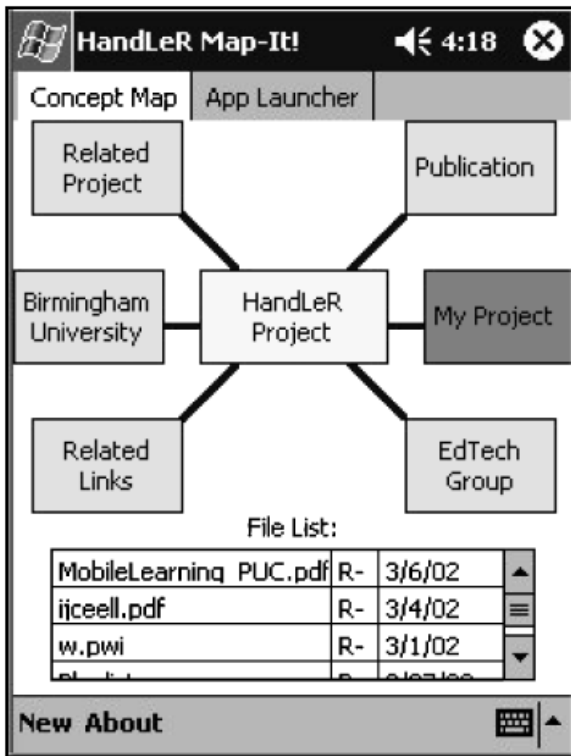 HandLeR Map-It! 4:18
Concept Map App Launcher
Related
Project
Publication
Birmingham
University
HandLeR
Project
My Project
Related
Links
EdTech
Group
File List:
MobileLearning PUC.pdf R- 3/6/02
ijceell.pdf R- 3/4/02
w.pwi R- 3/1/02
New About